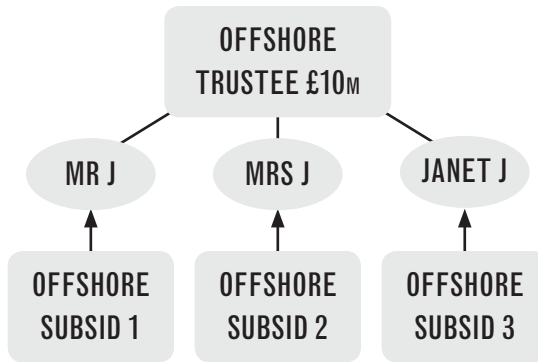 OFFSHORE
TRUSTEE £10M
MR J
MRS J
JANET J
OFFSHORE
SUBSID 1
OFFSHORE
SUBSID 2
OFFSHORE
SUBSID 3